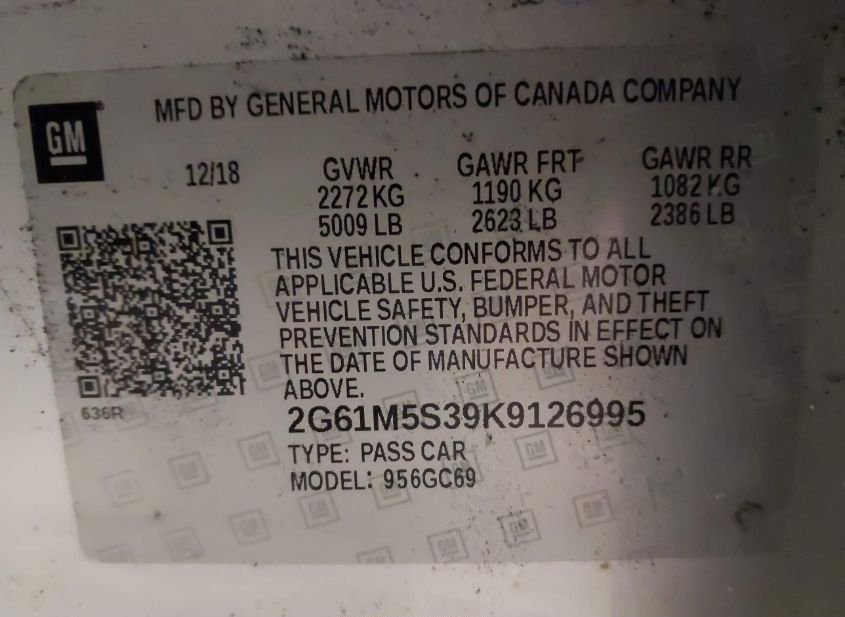 GM
MFD BY GENERAL MOTORS OF CANADA COMPANY
12/18
GVWR GAWR FRT GAWR RR
2272 KG 1190 KG 1082 KG
5009 LB 2623 LB 2386 LB
THIS VEHICLE CONFORMS TO ALL
APPLICABLE U.S. FEDERAL MOTOR
VEHICLE SAFETY, BUMPER, AND THEFT
PREVENTION STANDARDS IN EFFECT ON
THE DATE OF MANUFACTURE SHOWN
ABOVE.
636R
2G61M5S39K9126995
TYPE: PASS CAR
MODEL: 956GC69